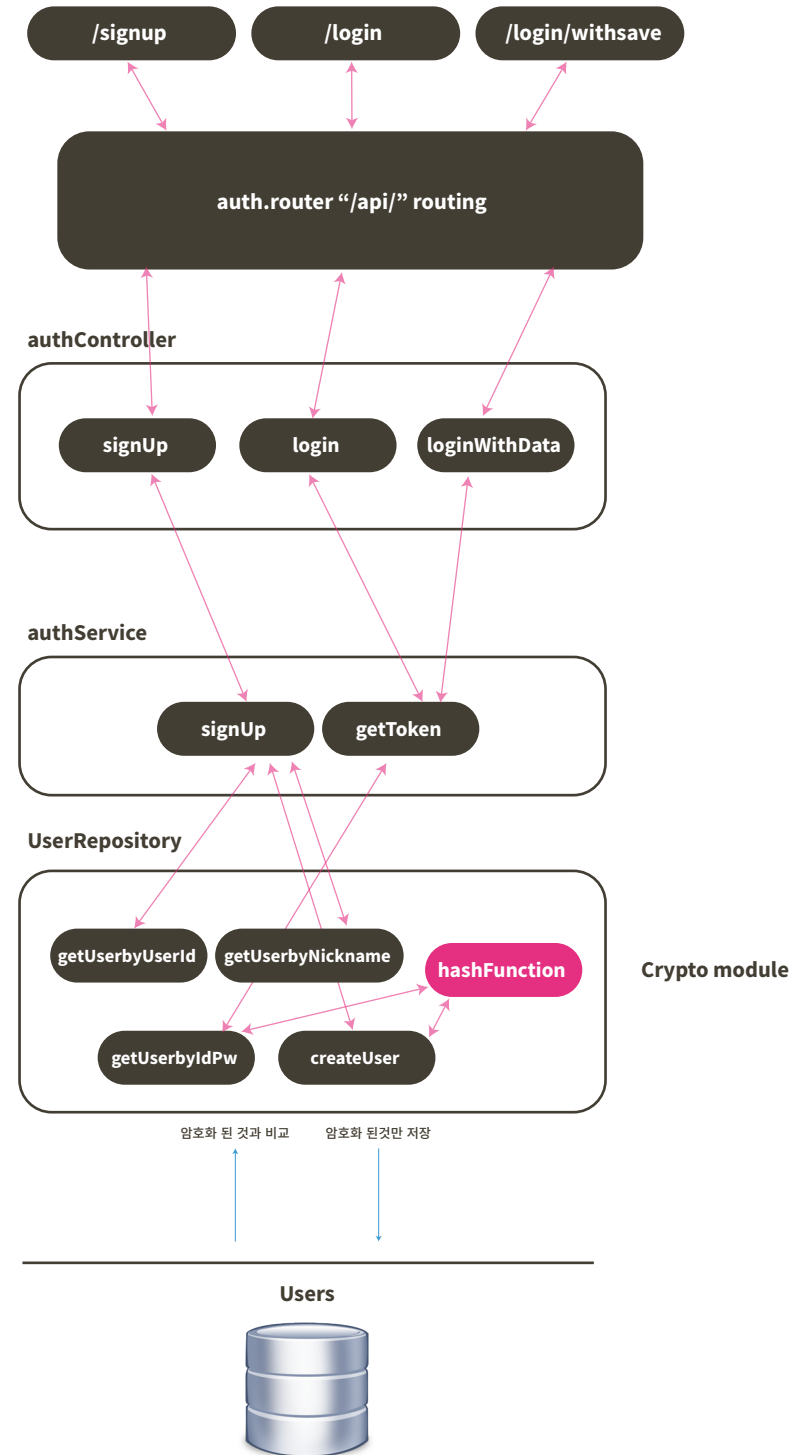 /signup
/login
/login/withsave
auth.router “/api/” routing
authController
signUp
login
loginWithData
authService
signUp
getToken
UserRepository
getUserbyUserId
getUserbyNickname
hashFunction
Crypto module
getUserbyIdPw
createUser
암호화 된 것과 비교
암호화 된것만 저장
Users